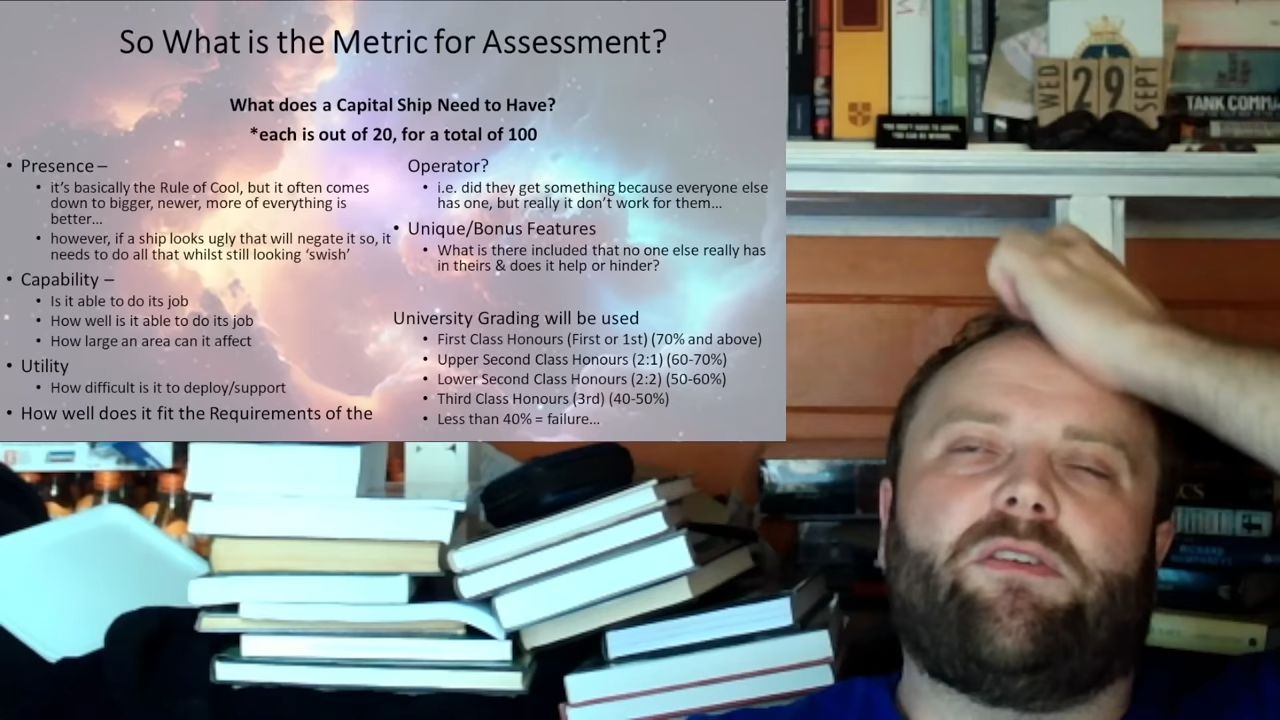 So What is the Metric for Assessment?
What does a Capital Ship Need to Have?
*each is out of 20, for a total of 100
• Presence –
• it's basically the Rule of Cool, but it often comes
down to bigger, newer, more of everything is
better…
• however, if a ship looks ugly that will negate it so, it
needs to do all that whilst still looking 'swish'
• Capability –
• Is it able to do its job
• How well is it able to do its job
• How large an area can it affect
• Utility
• How difficult is it to deploy/support
• How well does it fit the Requirements of the
Operator?
• i.e. did they get something because everyone else
has one, but really it don't work for them…
• Unique/Bonus Features
• What is there included that no one else really has
in theirs & does it help or hinder?
University Grading will be used
• First Class Honours (First or 1st) (70% and above)
• Upper Second Class Honours (2:1) (60-70%)
• Lower Second Class Honours (2:2) (50-60%)
• Third Class Honours (3rd) (40-50%)
• Less than 40% = failure…
WED
29
SEPT
TANK COMMA